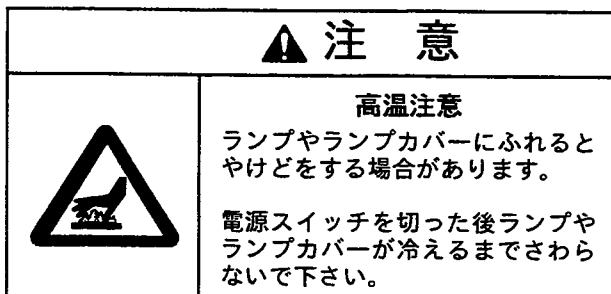 注 意
高温注意
ランプやランプカバーにふれると
やけどをする場合があります。
電源スイッチを切った後ランプや
ランプカバーが冷えるまでさわら
ないで下さい。